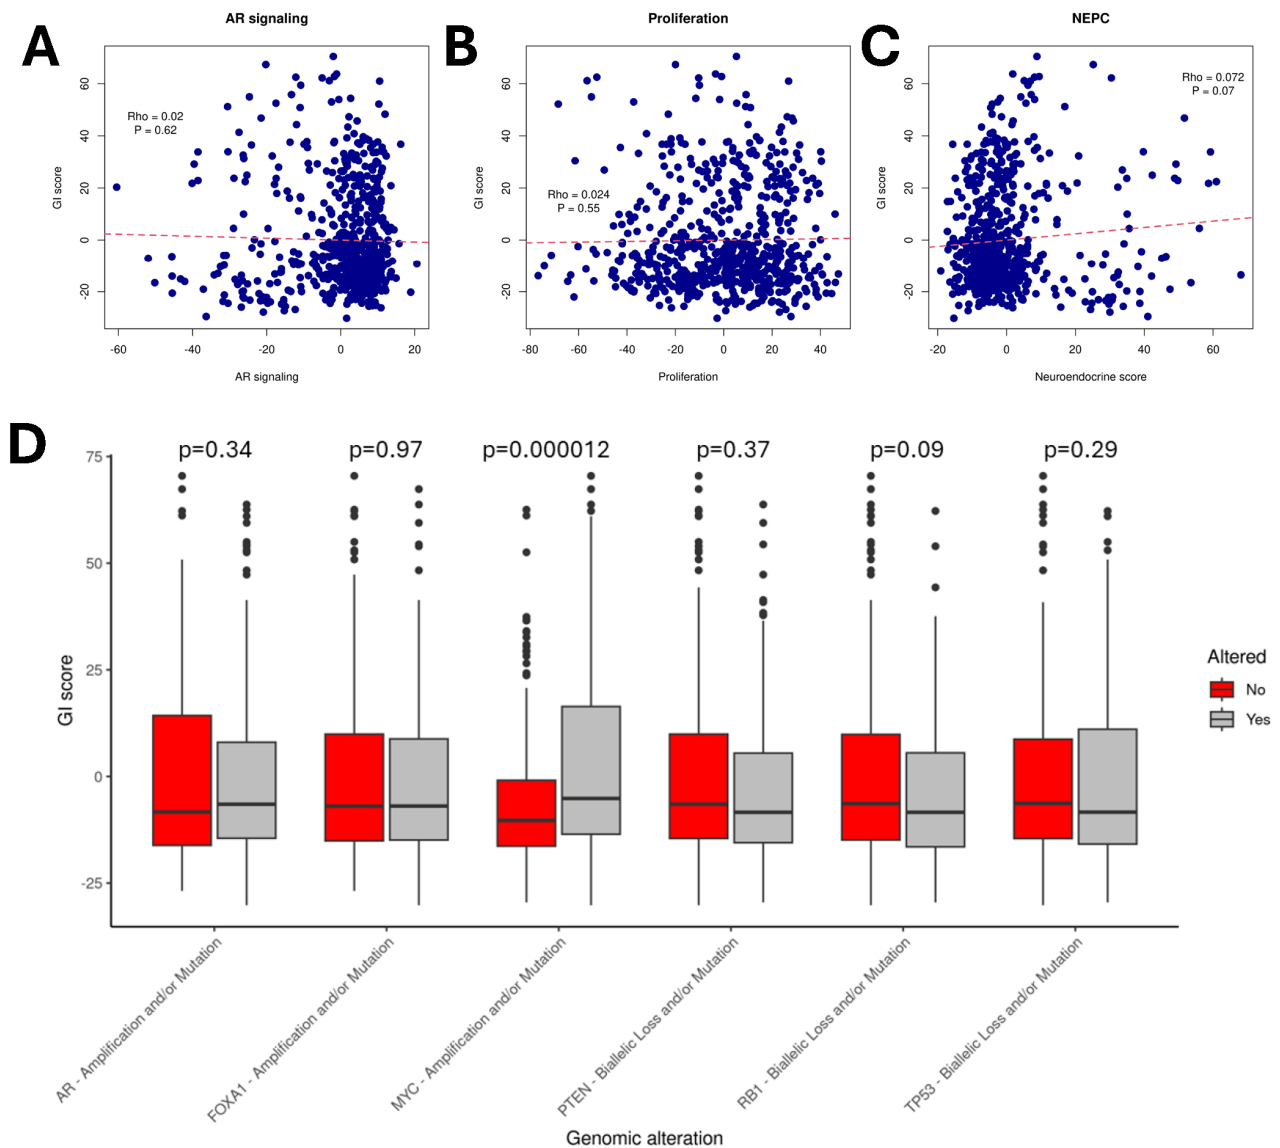 A
AR signaling
GI score
60
40
20
0
-20
Rho = 0.02
P = 0.62
-60
-40
-20
0
20
AR signaling
B
Proliferation
GI score
60
40
20
0
-20
Rho = 0.024
P = 0.55
-80
-60
-40
-20
0
20
40
Proliferation
C
NEPC
GI score
60
40
20
0
-20
Rho = 0.072
P = 0.07
-20
0
20
40
60
Neuroendocrine score
D
p=0.34 p=0.97 p=0.000012 p=0.37 p=0.09 p=0.29
GI score
75
50
25
0
-25
AR - Amplification and/or Mutation
FOXA1 - Amplification and/or Mutation
MYC - Amplification and/or Mutation
PTEN - Biallelic Loss and/or Mutation
RB1 - Biallelic Loss and/or Mutation
TP53 - Biallelic Loss and/or Mutation
Genomic alteration
Altered
No
Yes